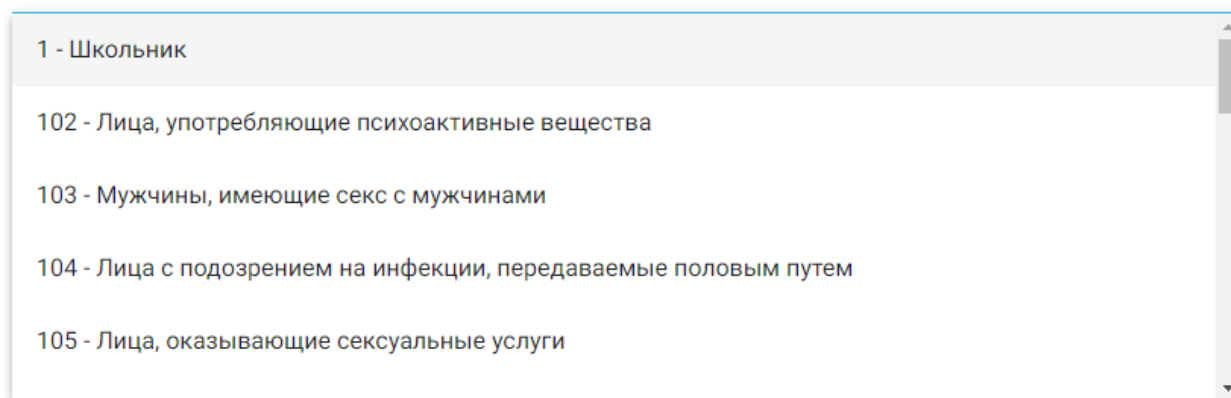 1 - Школьник
102 - Лица, употребляющие психоактивные вещества
103 - Мужчины, имеющие секс с мужчинами
104 - Лица с подозрением на инфекции, передаваемые половым путем
105 - Лица, оказывающие сексуальные услуги